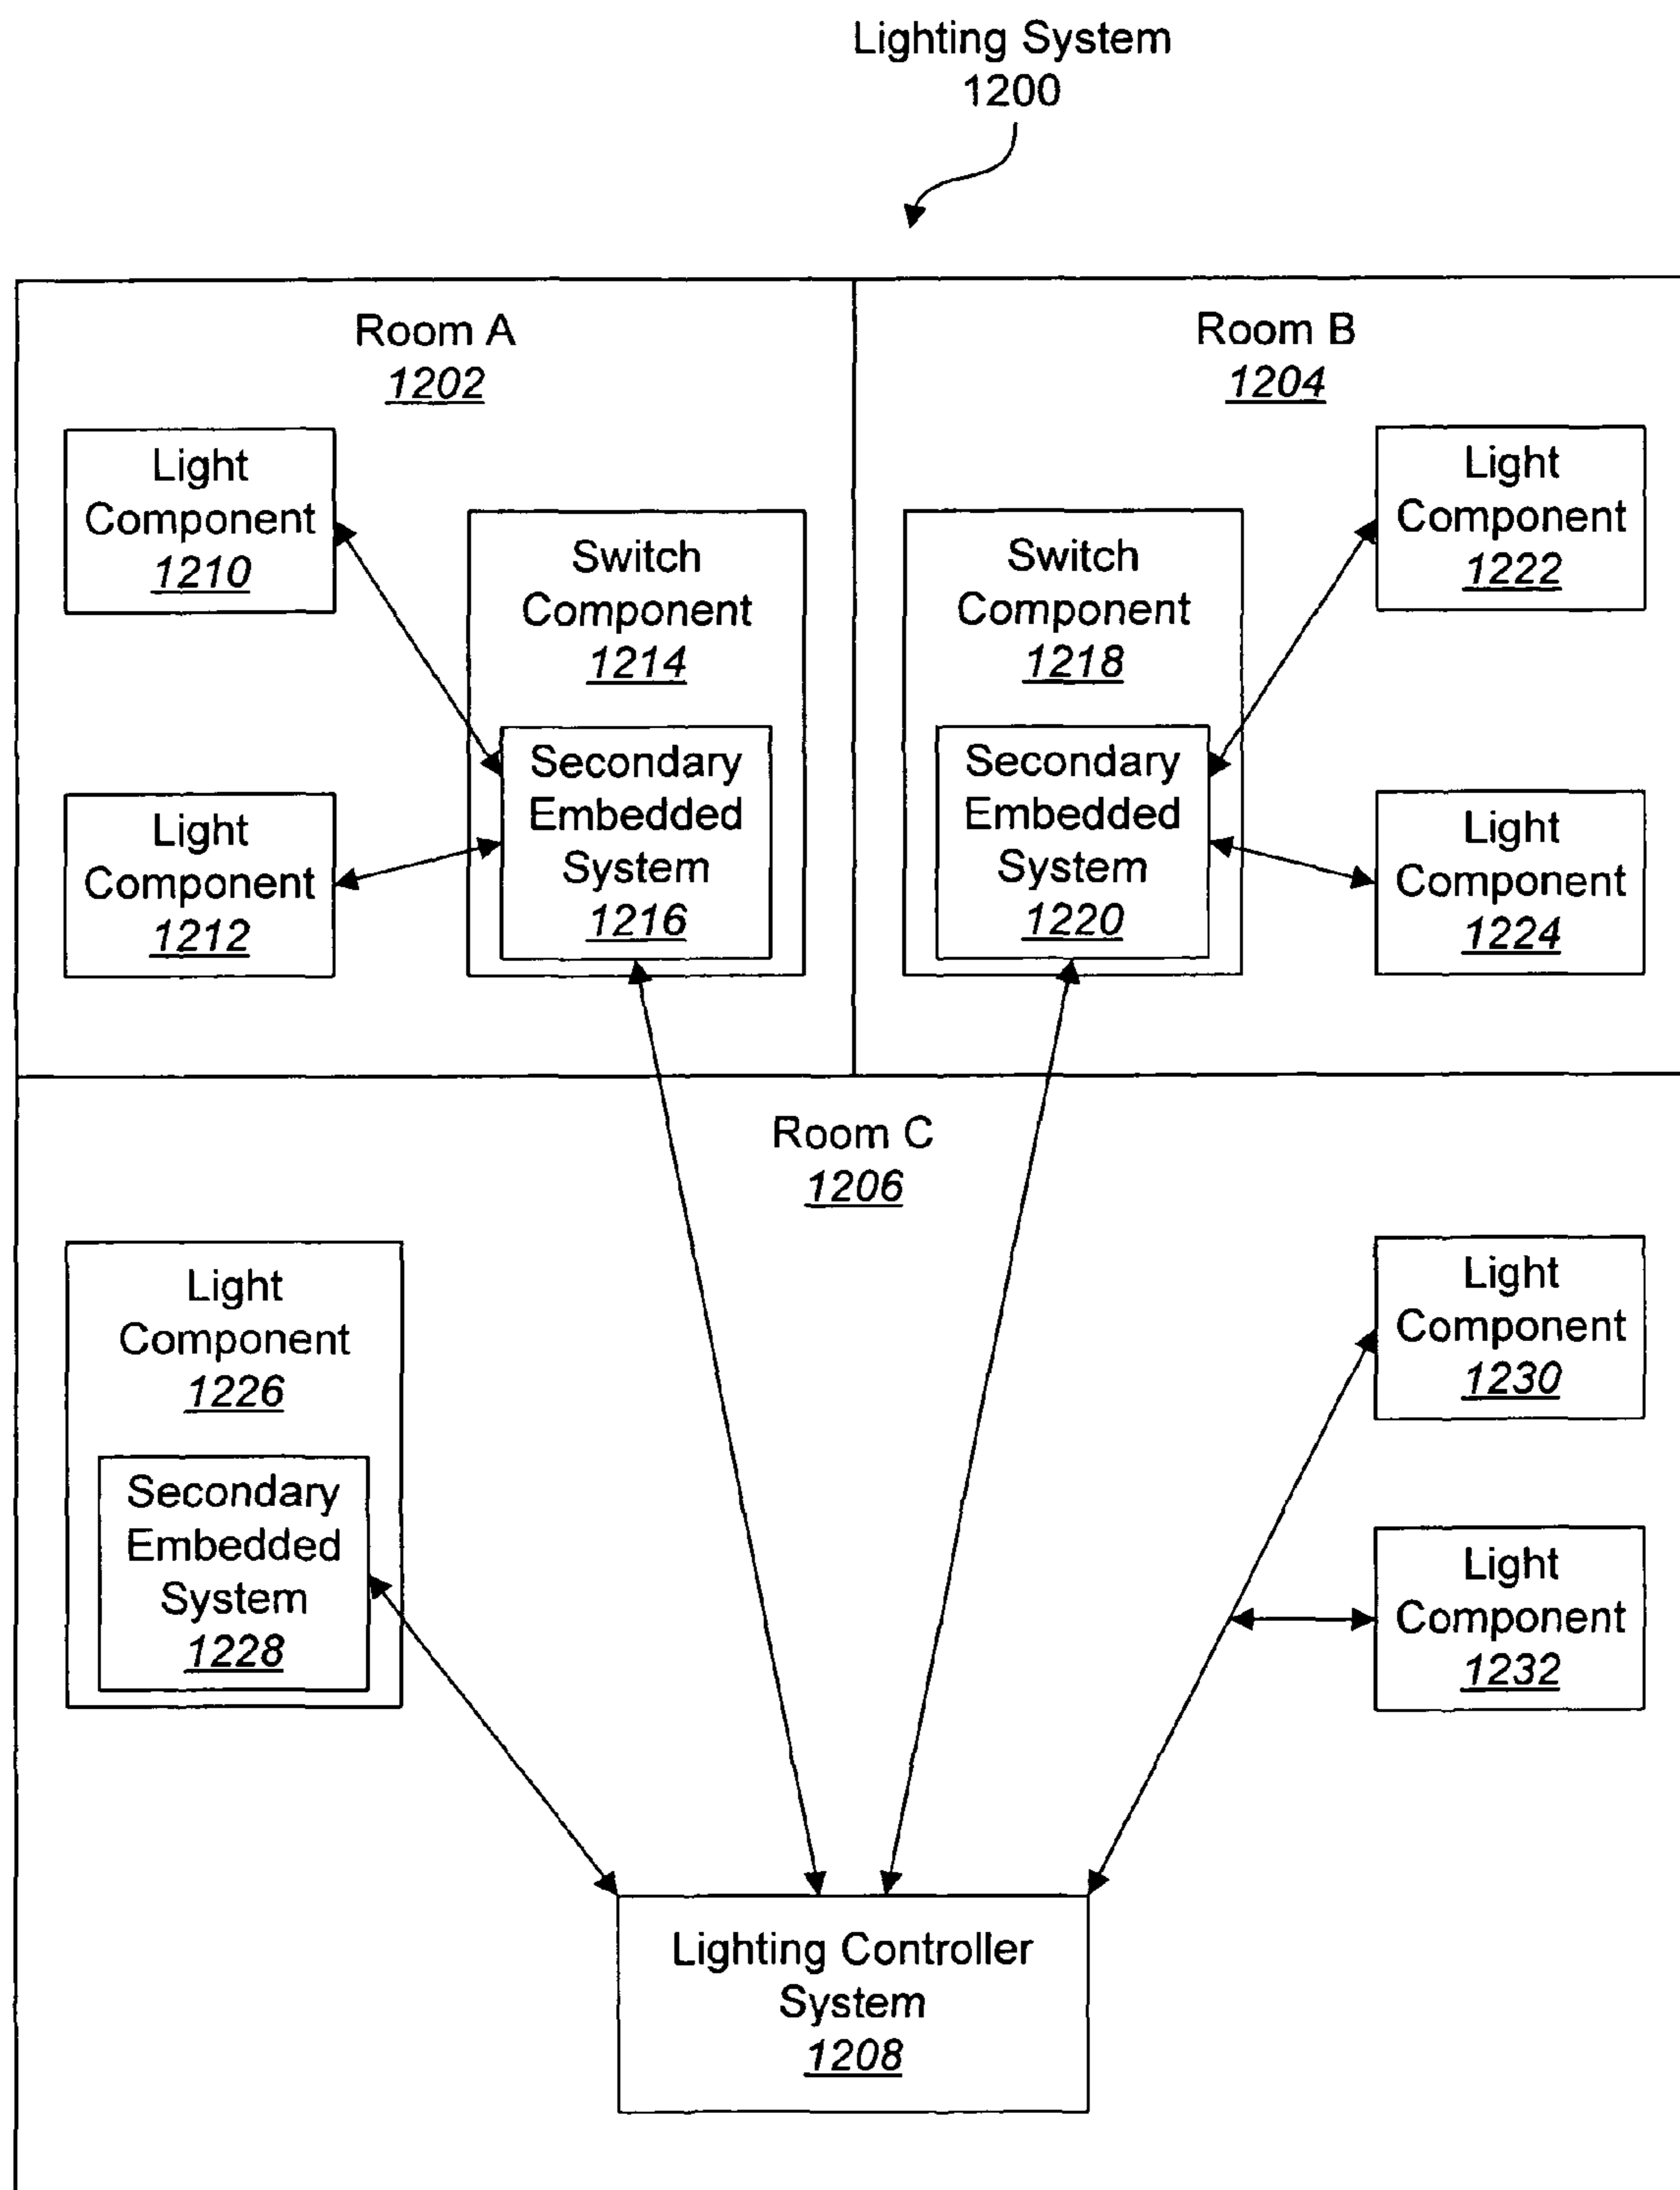 Lighting System
1200
Room A
1202
Room B
1204
Light
Component
1210
Switch
Component
1214
Secondary
Embedded
System
1216
Light
Component
1212
Switch
Component
1218
Secondary
Embedded
System
1220
Light
Component
1222
Light
Component
1224
Room C
1206
Light
Component
1226
Secondary
Embedded
System
1228
Light
Component
1230
Light
Component
1232
Lighting Controller
System
1208